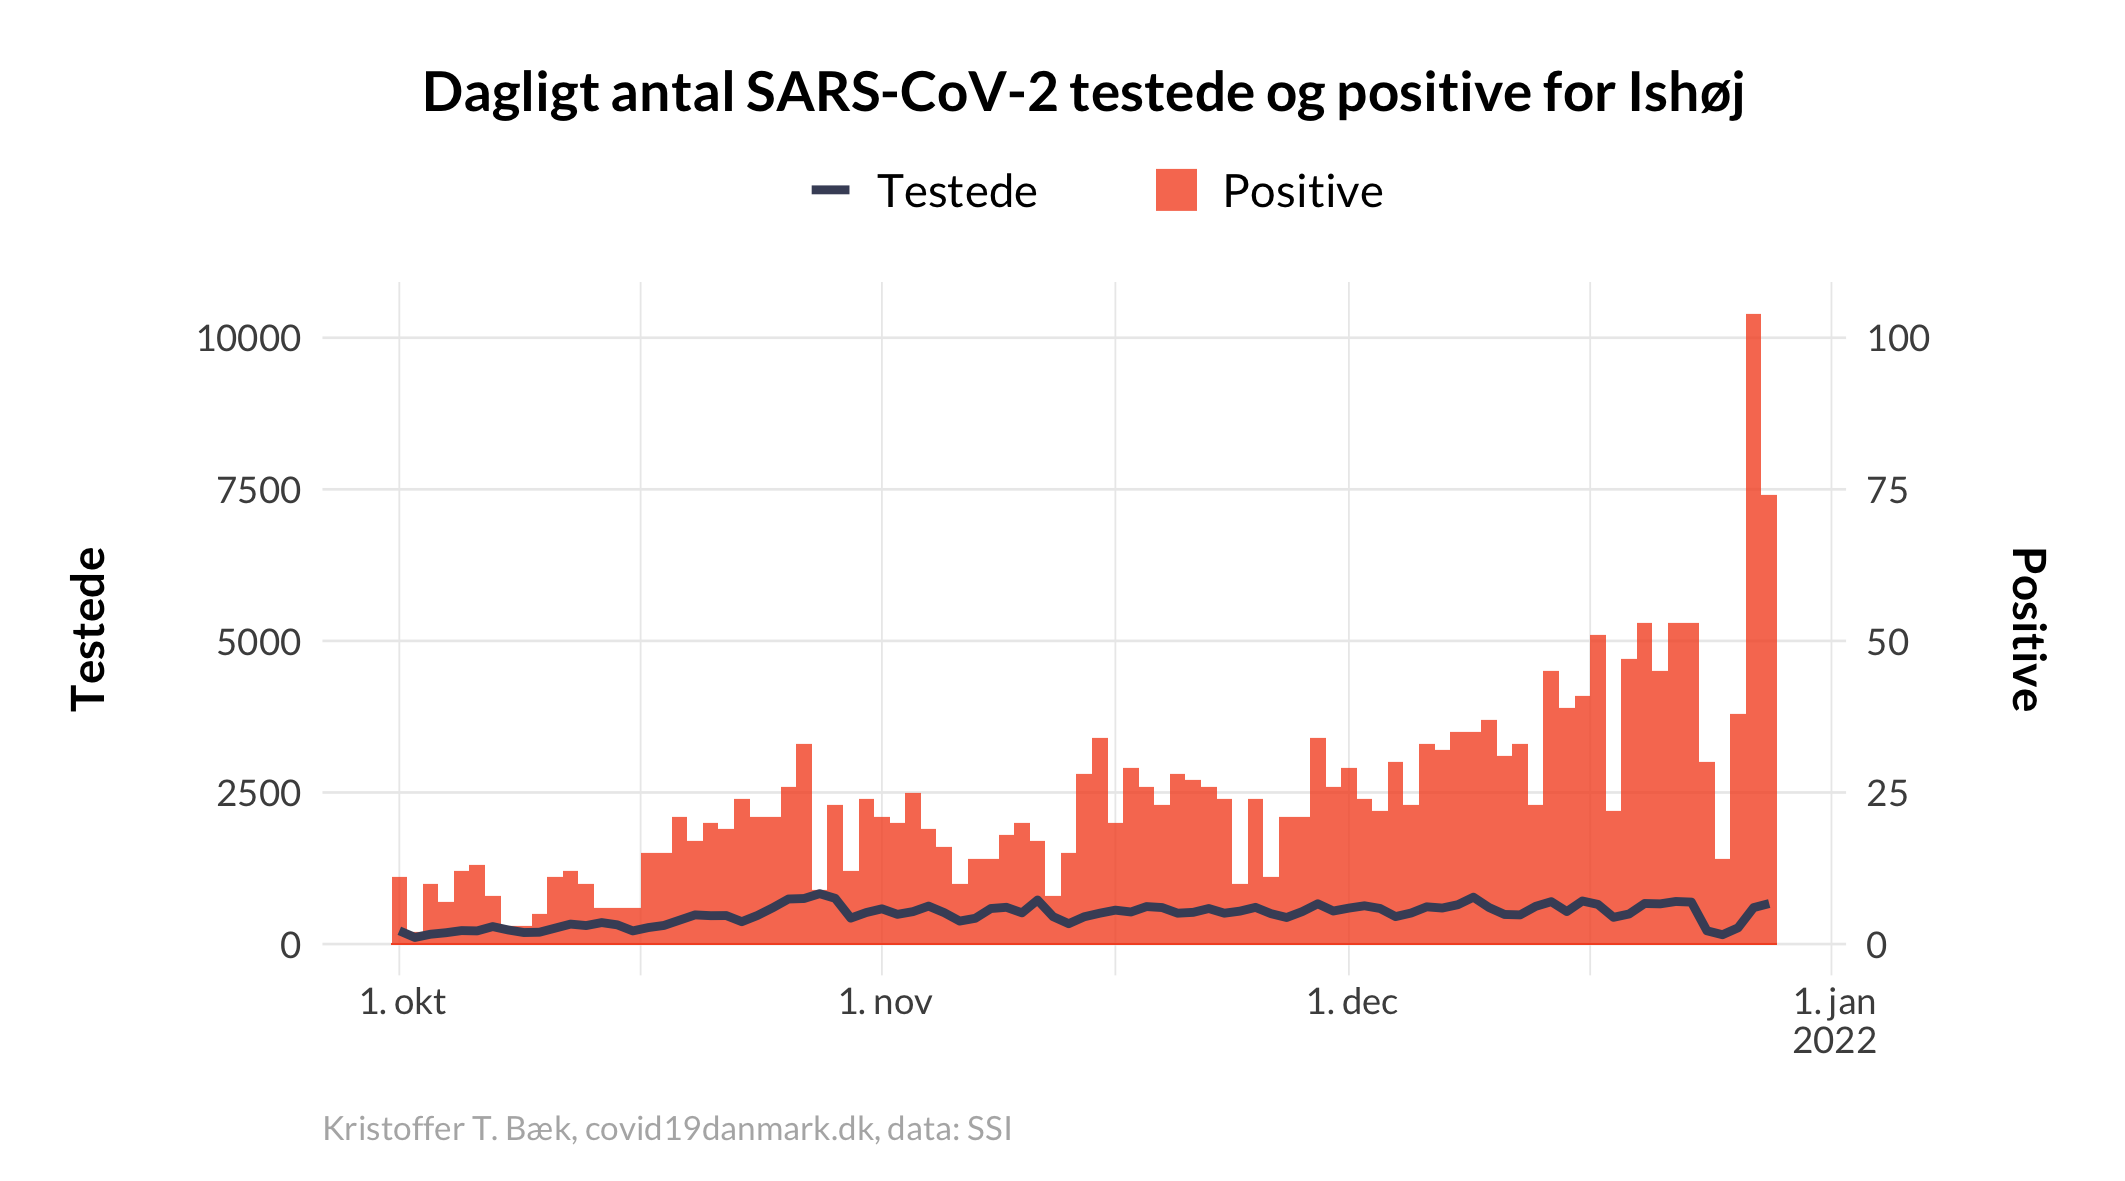 Dagligt antal SARS-CoV-2 testede og positive for Ishøj
Testede
Positive
10000
7500
5000
2500
0
Testede
100
75
50
25
0
Positive
1. okt
1. nov
1. dec
1. jan
2022
Kristoffer T. Bæk, covid19danmark.dk, data: SSI